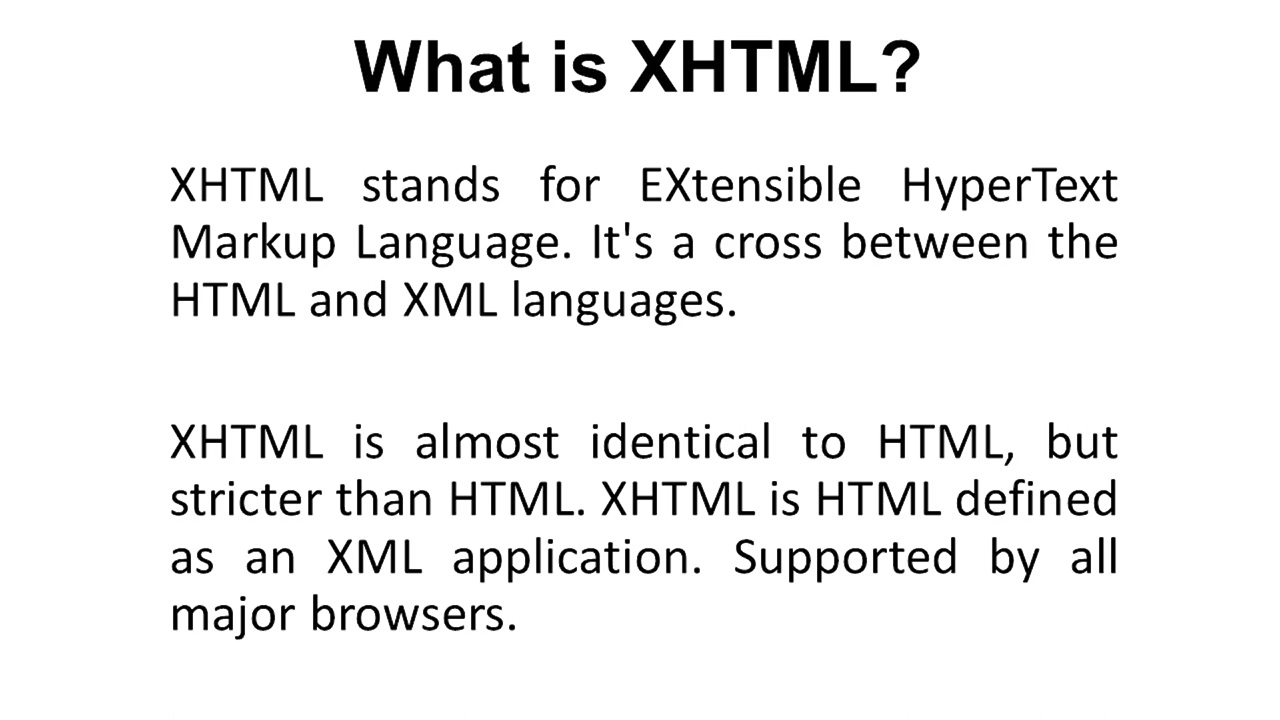 What is XHTML?
XHTML stands for EXtensible HyperText
Markup Language. It's a cross between the
HTML and XML languages.
XHTML is almost identical to HTML, but
stricter than HTML. XHTML is HTML defined
as an XML application. Supported by all
major browsers.